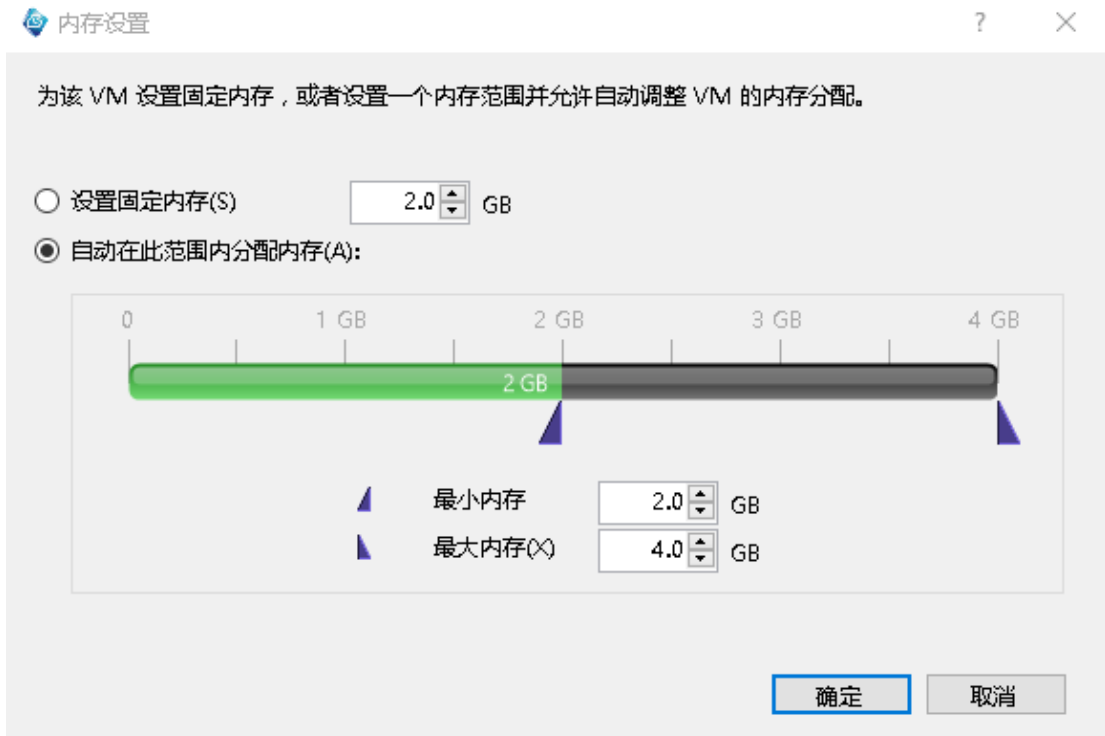 内存设置
?
为该 VM 设置固定内存，或者设置一个内存范围并允许自动调整 VM 的内存分配。
设置固定内存(S) 2.0 GB
自动在此范围内分配内存(A):
0 1 GB 2 GB 3 GB 4 GB
2 GB
最小内存 2.0 GB
最大内存(X) 4.0 GB
确定 取消